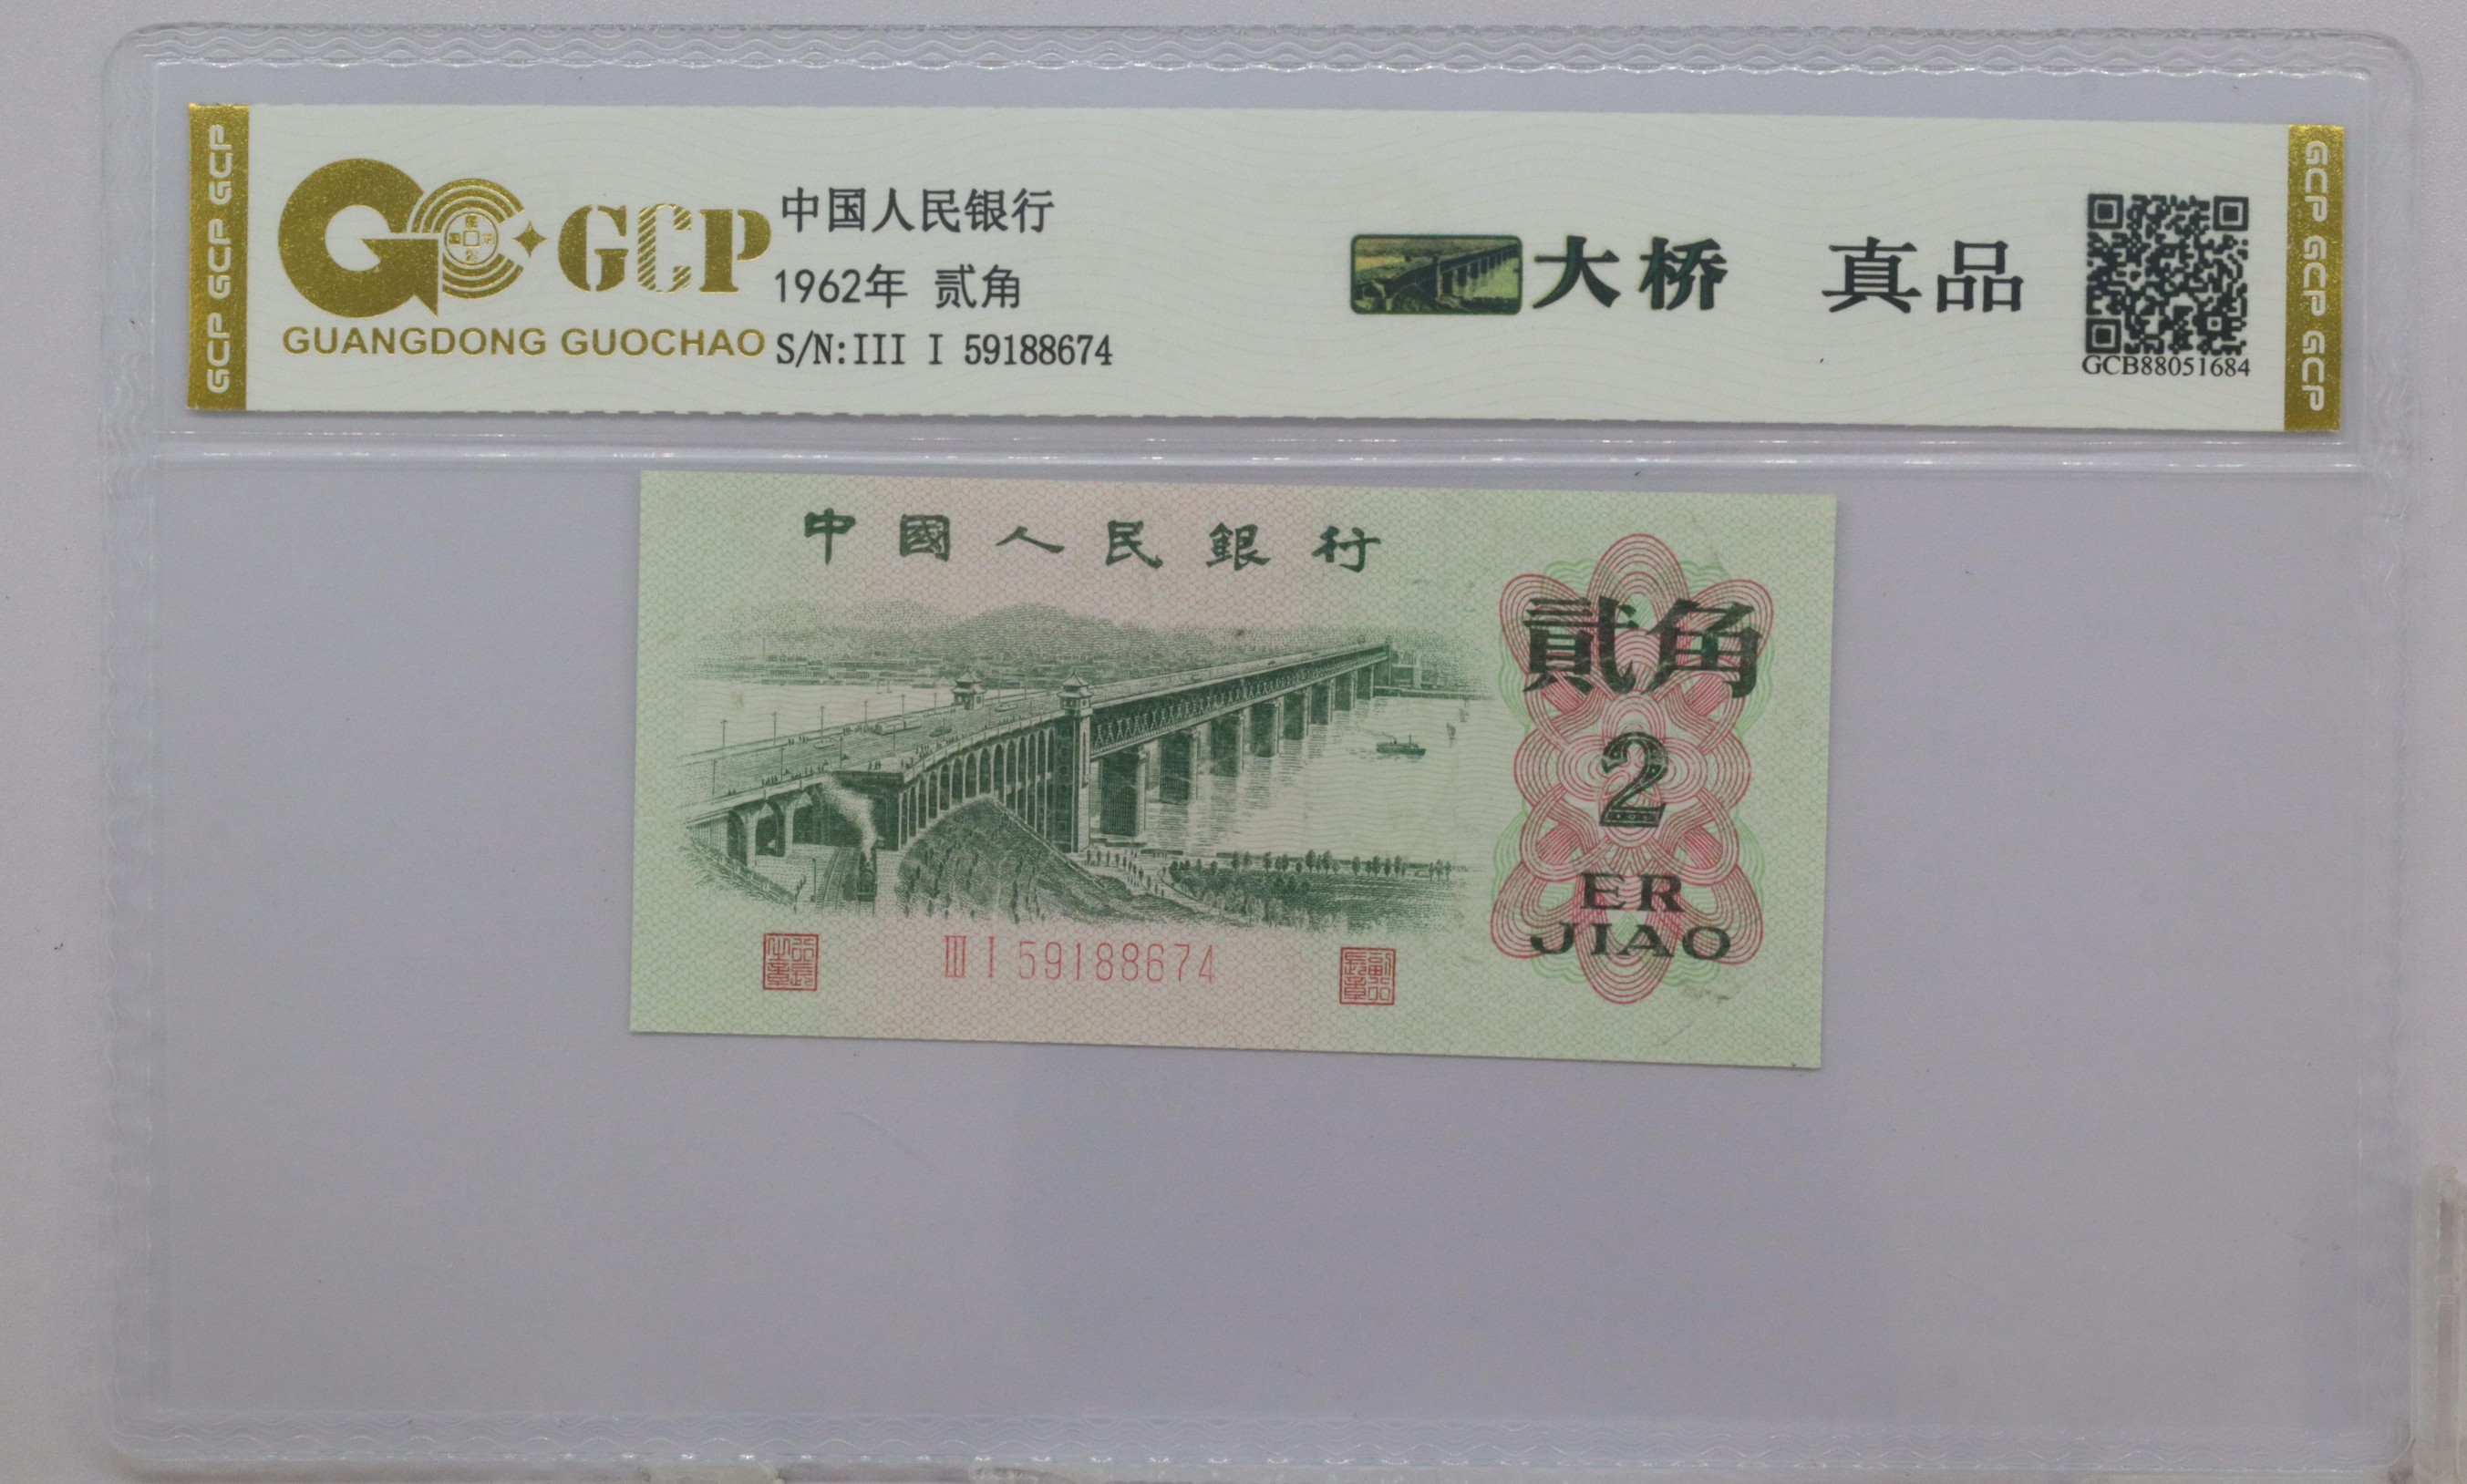 GCP GCP GCP
GCP
GUANGDONG GUOCHAO
中国人民银行
1962年 贰角
S/N:III I 59188674
大桥 真品
GCB88051684
GCP GCP GCP
中國人民銀行
貳角
2
ER
JIAO
III I 59188674